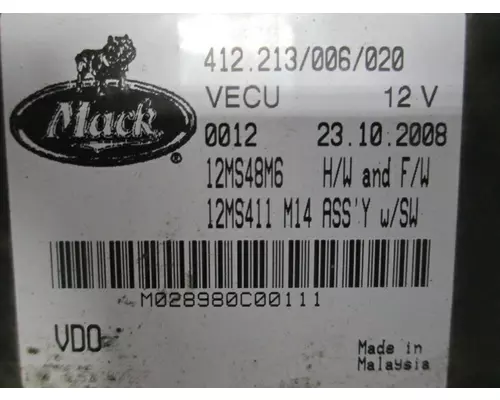 412.213/006/020
Mack ®
VECU 12 V
0012 23.10.2008
12MS48M6 H/W and F/W
12MS411 M14 ASS'Y w/SW
M028980C00111
VDO
Made in
Malaysia